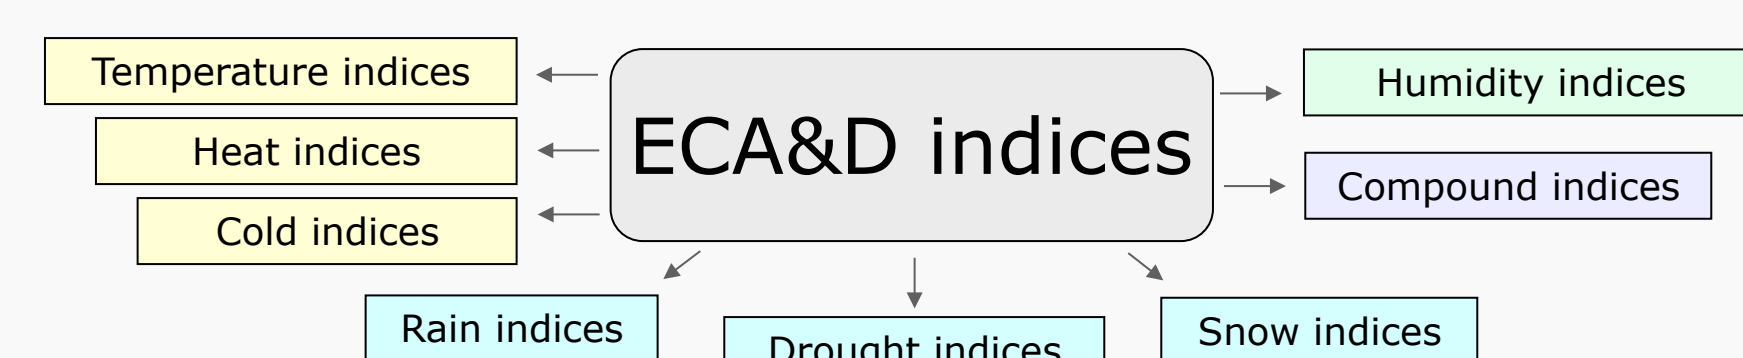 Temperature indices
Heat indices
Cold indices
ECA&D indices
Humidity indices
Compound indices
Rain indices
Drought indices
Snow indices